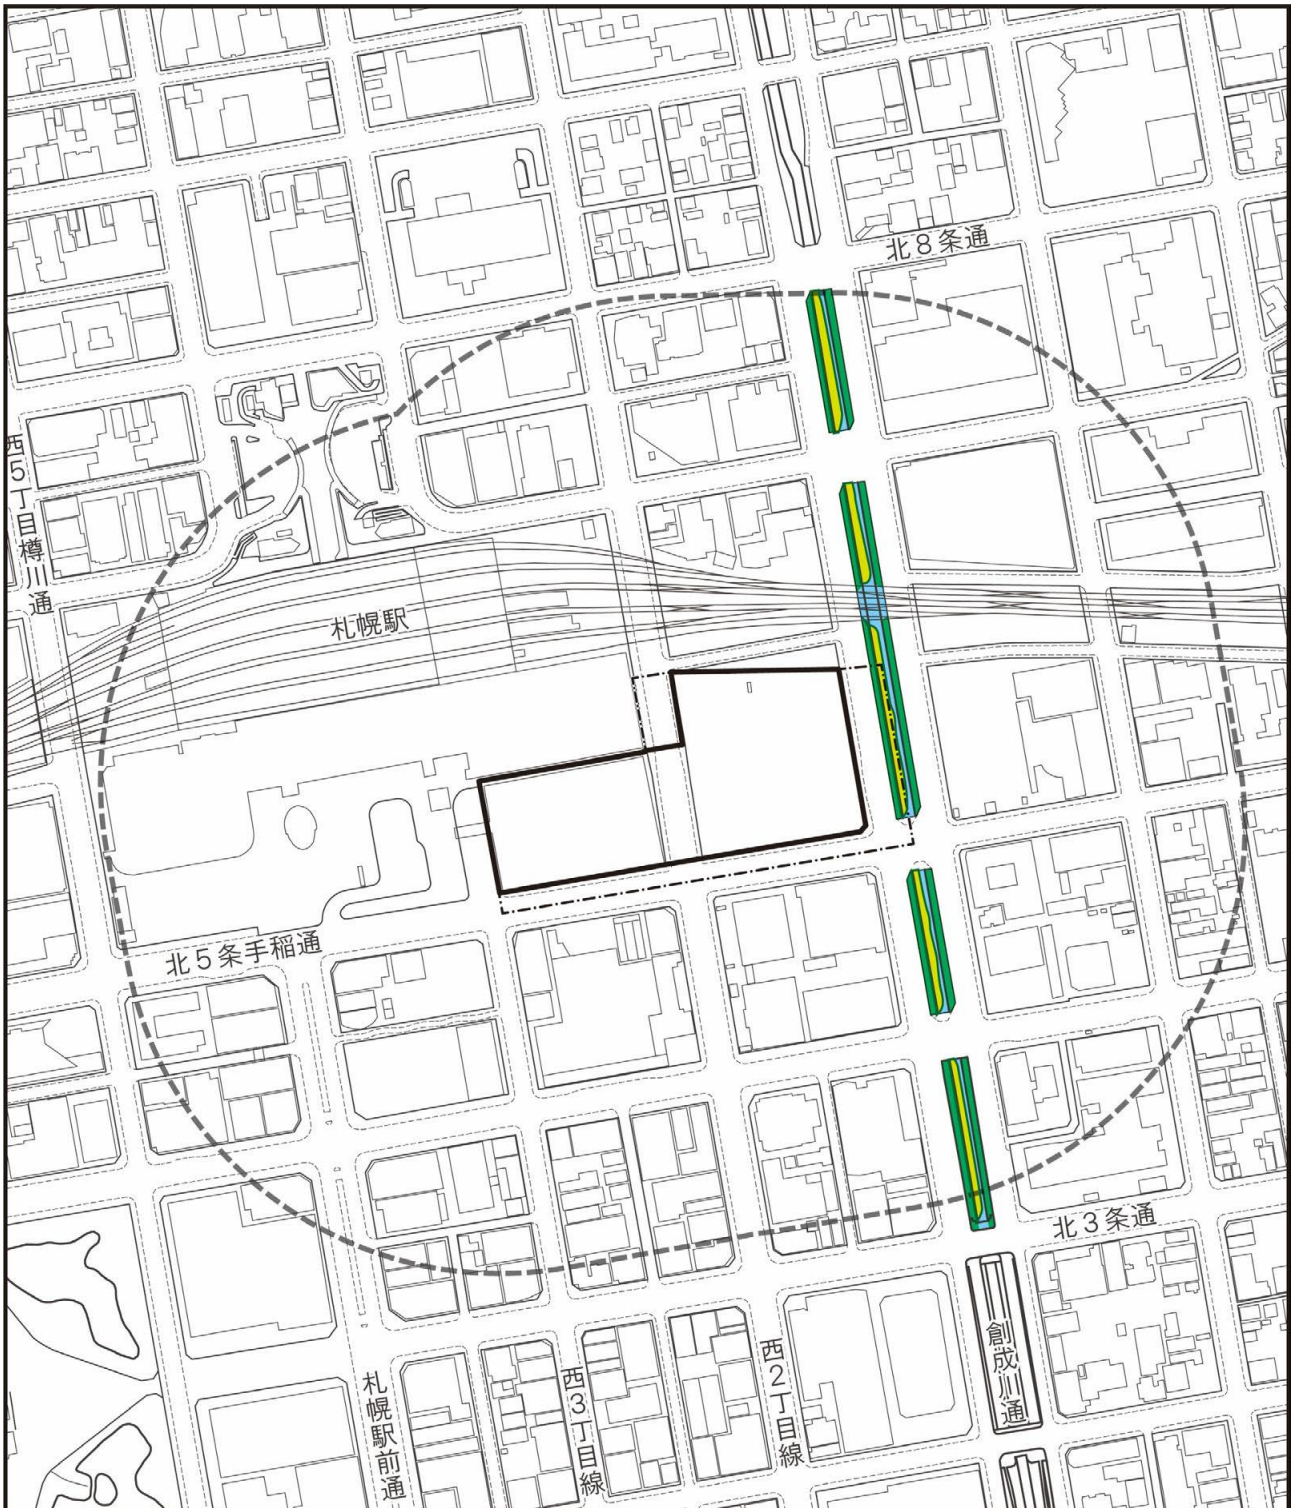 北8条通
西5丁目樽川通
札幌駅
北5条手稲通
北3条通
創成川通
西2丁目線
西3丁目線
札幌駅前通